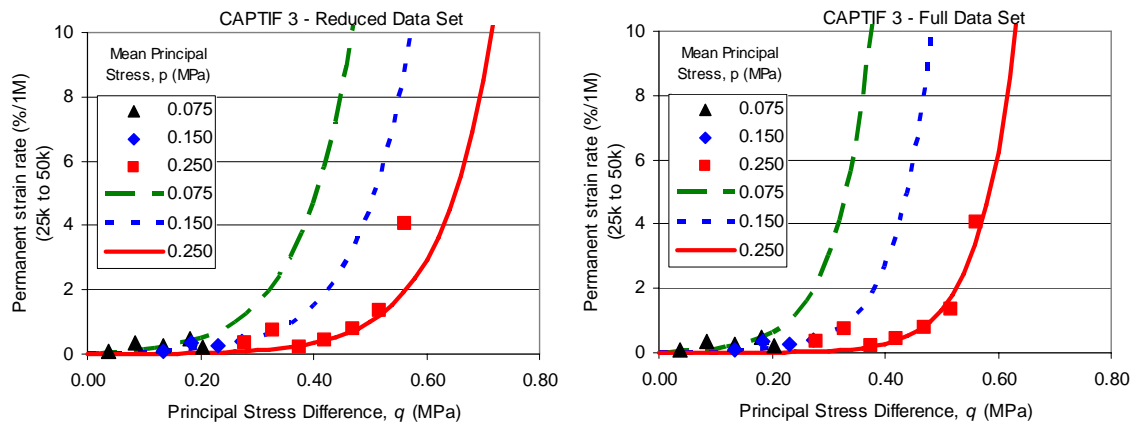 CAPTIF 3 - Reduced Data Set
Permanent strain rate (%/1M)
(25k to 50k)
10
8
6
4
2
0
Mean Principal
Stress, p (MPa)
0.075
0.150
0.250
0.075
0.150
0.250
0.00
0.20
0.40
0.60
0.80
Principal Stress Difference, q (MPa)
CAPTIF 3 - Full Data Set
Permanent strain rate (%/1M)
(25k to 50k)
10
8
6
4
2
0
Mean Principal
Stress, p (MPa)
0.075
0.150
0.250
0.075
0.150
0.250
0.00
0.20
0.40
0.60
0.80
Principal Stress Difference, q (MPa)